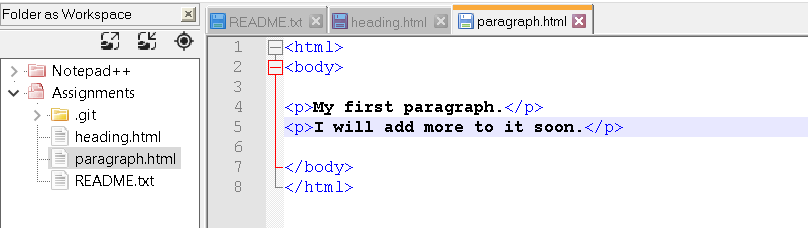 Folder as Workspace
Notepad++
Assignments
.git
heading.html
paragraph.html
README.txt
README.txt heading.html paragraph.html
1 <html>
2 <body>
3
4 <p>My first paragraph.</p>
5 <p>I will add more to it soon.</p>
6
7 </body>
8 </html>